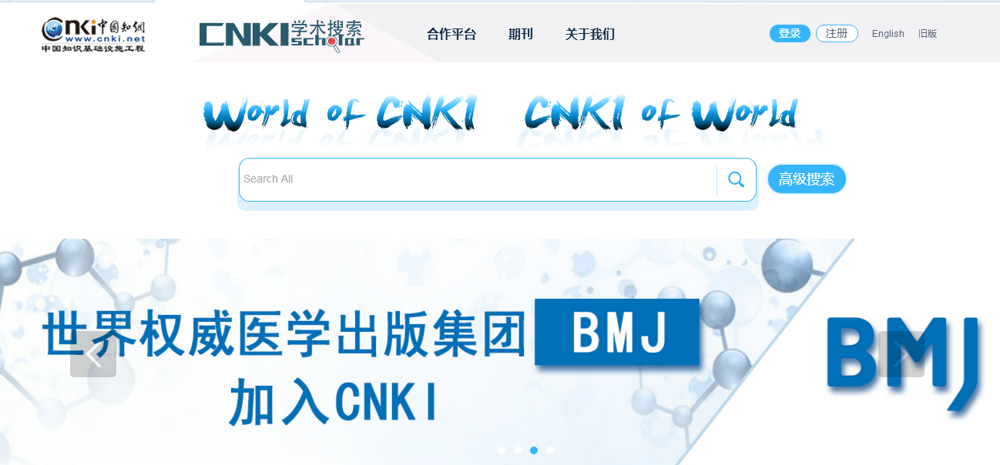 Cnki中国知网
www.cnki.net
中国知识基础设施工程
CNKI学术搜索
scholar
合作平台 期刊 关于我们
登录 注册 English 旧版
World of CNKI CNKI of World
Search All
高级搜索
世界权威医学出版集团 BMJ
加入CNKI
BMJ